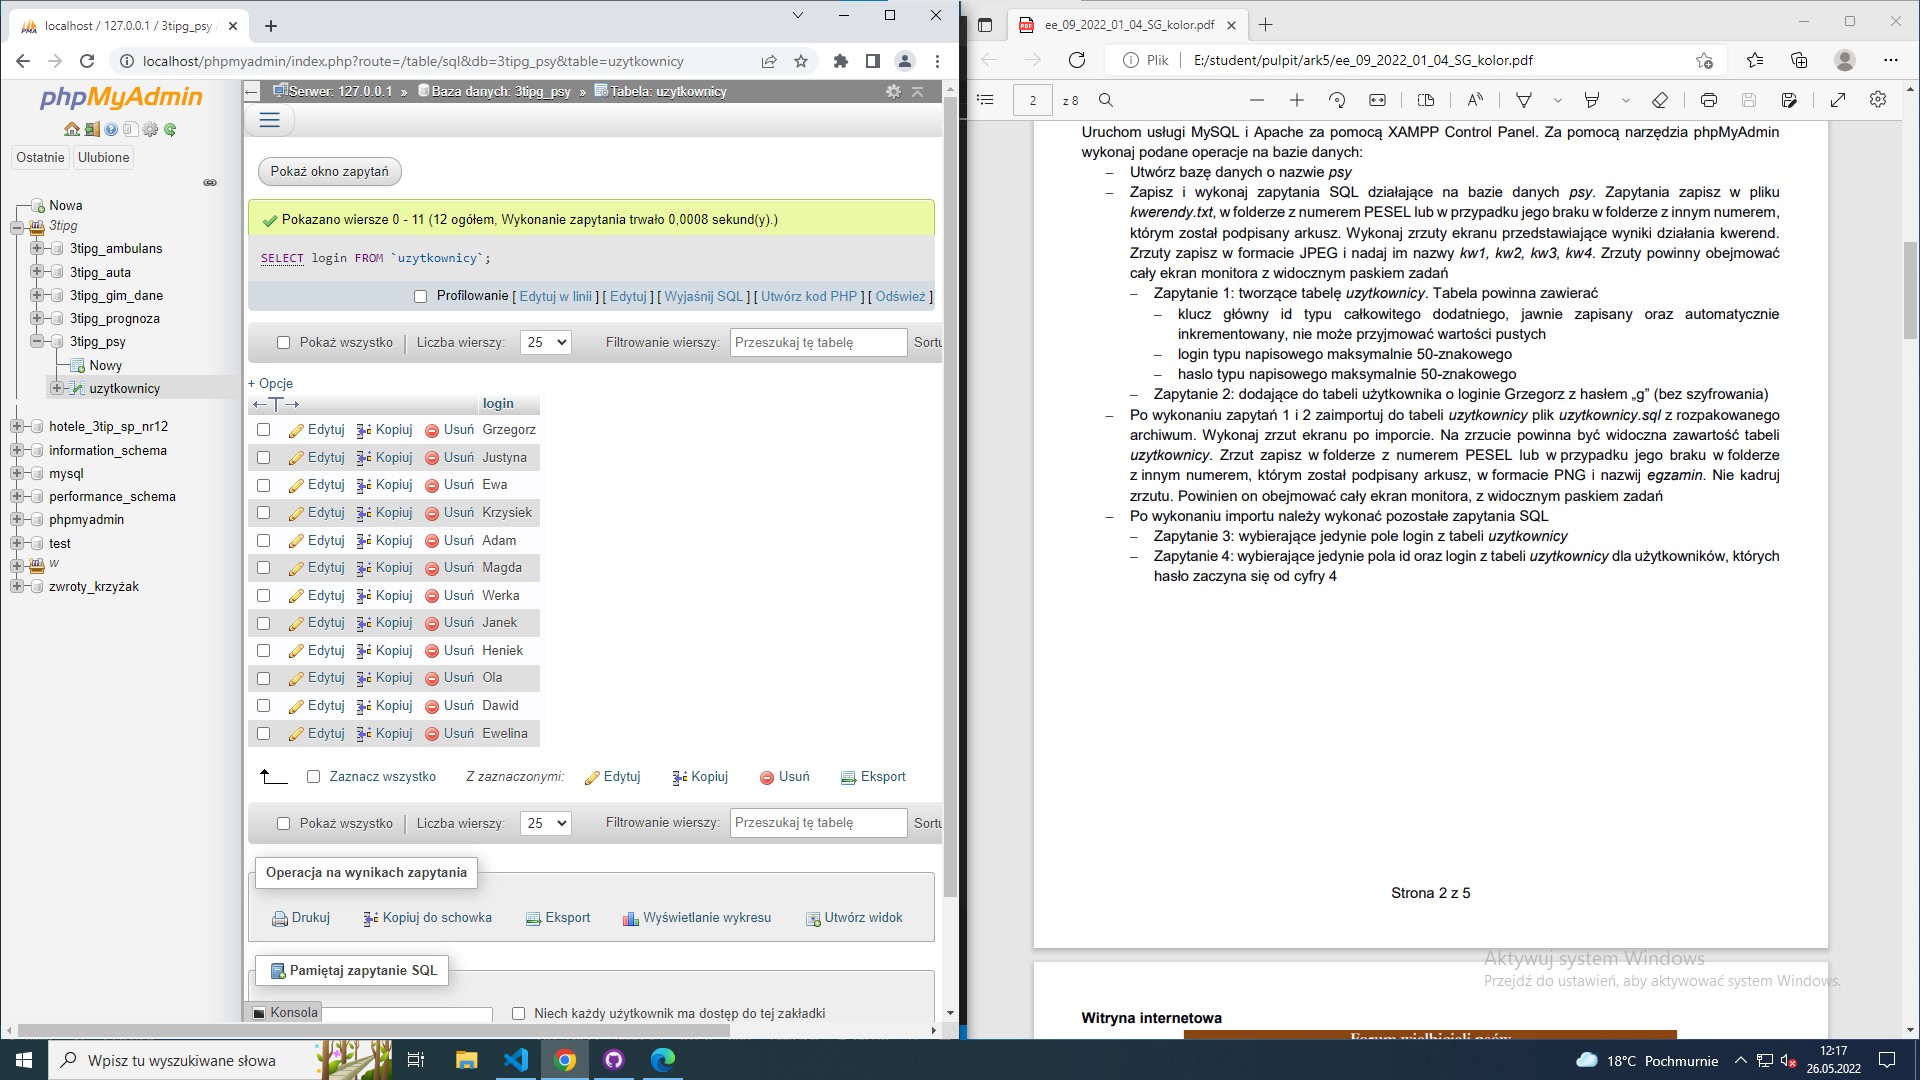 localhost / 127.0.0.1 / 3tipg_psy
localhost/phpmyadmin/index.php?route=/table/sql&db=3tipg_psy&table=uzytkownicy
phpMyAdmin
Ostatnie
Ulubione
Nowa
3tipg
3tipg_ambulans
3tipg_auta
3tipg_gim_dane
3tipg_prognoza
3tipg_psy
Nowy
uzytkownicy
hotele_3tip_sp_nr12
information_schema
mysql
performance_schema
phpmyadmin
test
w
zwroty_krzyżak
Serwer: 127.0.0.1 » Baza danych: 3tipg_psy » Tabela: uzytkownicy
Pokaż okno zapytań
Pokazano wiersze 0 - 11 (12 ogółem, Wykonanie zapytania trwało 0,0008 sekund(y).)
SELECT login FROM `uzytkownicy`;
Profilowanie [ Edytuj w linii ] [ Edytuj ] [ Wyjaśnij SQL ] [ Utwórz kod PHP ] [ Odśwież ]
Pokaż wszystko | Liczba wierszy: 25 Filtrowanie wierszy: Przeszukaj tę tabelę Sortu
+ Opcje
←T→ login
Edytuj Kopiuj Usuń Grzegorz
Edytuj Kopiuj Usuń Justyna
Edytuj Kopiuj Usuń Ewa
Edytuj Kopiuj Usuń Krzysiek
Edytuj Kopiuj Usuń Adam
Edytuj Kopiuj Usuń Magda
Edytuj Kopiuj Usuń Werka
Edytuj Kopiuj Usuń Janek
Edytuj Kopiuj Usuń Heniek
Edytuj Kopiuj Usuń Ola
Edytuj Kopiuj Usuń Dawid
Edytuj Kopiuj Usuń Ewelina
Zaznacz wszystko Z zaznaczonymi: Edytuj Kopiuj Usuń Eksport
Pokaż wszystko | Liczba wierszy: 25 Filtrowanie wierszy: Przeszukaj tę tabelę Sortu
Operacja na wynikach zapytania
Drukuj Kopiuj do schowka Eksport Wyświetlanie wykresu Utwórz widok
Pamiętaj zapytanie SQL
Konsola
Niech każdy użytkownik ma dostęp do tej zakładki
ee_09_2022_01_04_SG_kolor.pdf
Plik | E:/student/pulpit/ark5/ee_09_2022_01_04_SG_kolor.pdf
2 z 8
Uruchom usługi MySQL i Apache za pomocą XAMPP Control Panel. Za pomocą narzędzia phpMyAdmin
wykonaj podane operacje na bazie danych:
– Utwórz bazę danych o nazwie psy
– Zapisz i wykonaj zapytania SQL działające na bazie danych psy. Zapytania zapisz w pliku
kwerendy.txt, w folderze z numerem PESEL lub w przypadku jego braku w folderze z innym numerem,
którym został podpisany arkusz. Wykonaj zrzuty ekranu przedstawiające wyniki działania kwerend.
Zrzuty zapisz w formacie JPEG i nadaj im nazwy kw1, kw2, kw3, kw4. Zrzuty powinny obejmować
cały ekran monitora z widocznym paskiem zadań
– Zapytanie 1: tworzące tabelę uzytkownicy. Tabela powinna zawierać
– klucz główny id typu całkowitego dodatniego, jawnie zapisany oraz automatycznie
inkrementowany, nie może przyjmować wartości pustych
– login typu napisowego maksymalnie 50-znakowego
– haslo typu napisowego maksymalnie 50-znakowego
– Zapytanie 2: dodające do tabeli użytkownika o loginie Grzegorz z hasłem „g” (bez szyfrowania)
– Po wykonaniu zapytań 1 i 2 zaimportuj do tabeli uzytkownicy plik uzytkownicy.sql z rozpakowanego
archiwum. Wykonaj zrzut ekranu po imporcie. Na zrzucie powinna być widoczna zawartość tabeli
uzytkownicy. Zrzut zapisz w folderze z numerem PESEL lub w przypadku jego braku w folderze
z innym numerem, którym został podpisany arkusz, w formacie PNG i nazwij egzamin. Nie kadruj
zrzutu. Powinien on obejmować cały ekran monitora, z widocznym paskiem zadań
– Po wykonaniu importu należy wykonać pozostałe zapytania SQL
– Zapytanie 3: wybierające jedynie pole login z tabeli uzytkownicy
– Zapytanie 4: wybierające jedynie pola id oraz login z tabeli uzytkownicy dla użytkowników, których
hasło zaczyna się od cyfry 4
Strona 2 z 5
Aktywuj system Windows
Przejdź do ustawień, aby aktywować system Windows.
Witryna internetowa
Forum wielbicieli psów
Wpisz tu wyszukiwane słowa
18°C Pochmurnie
12:17
26.05.2022